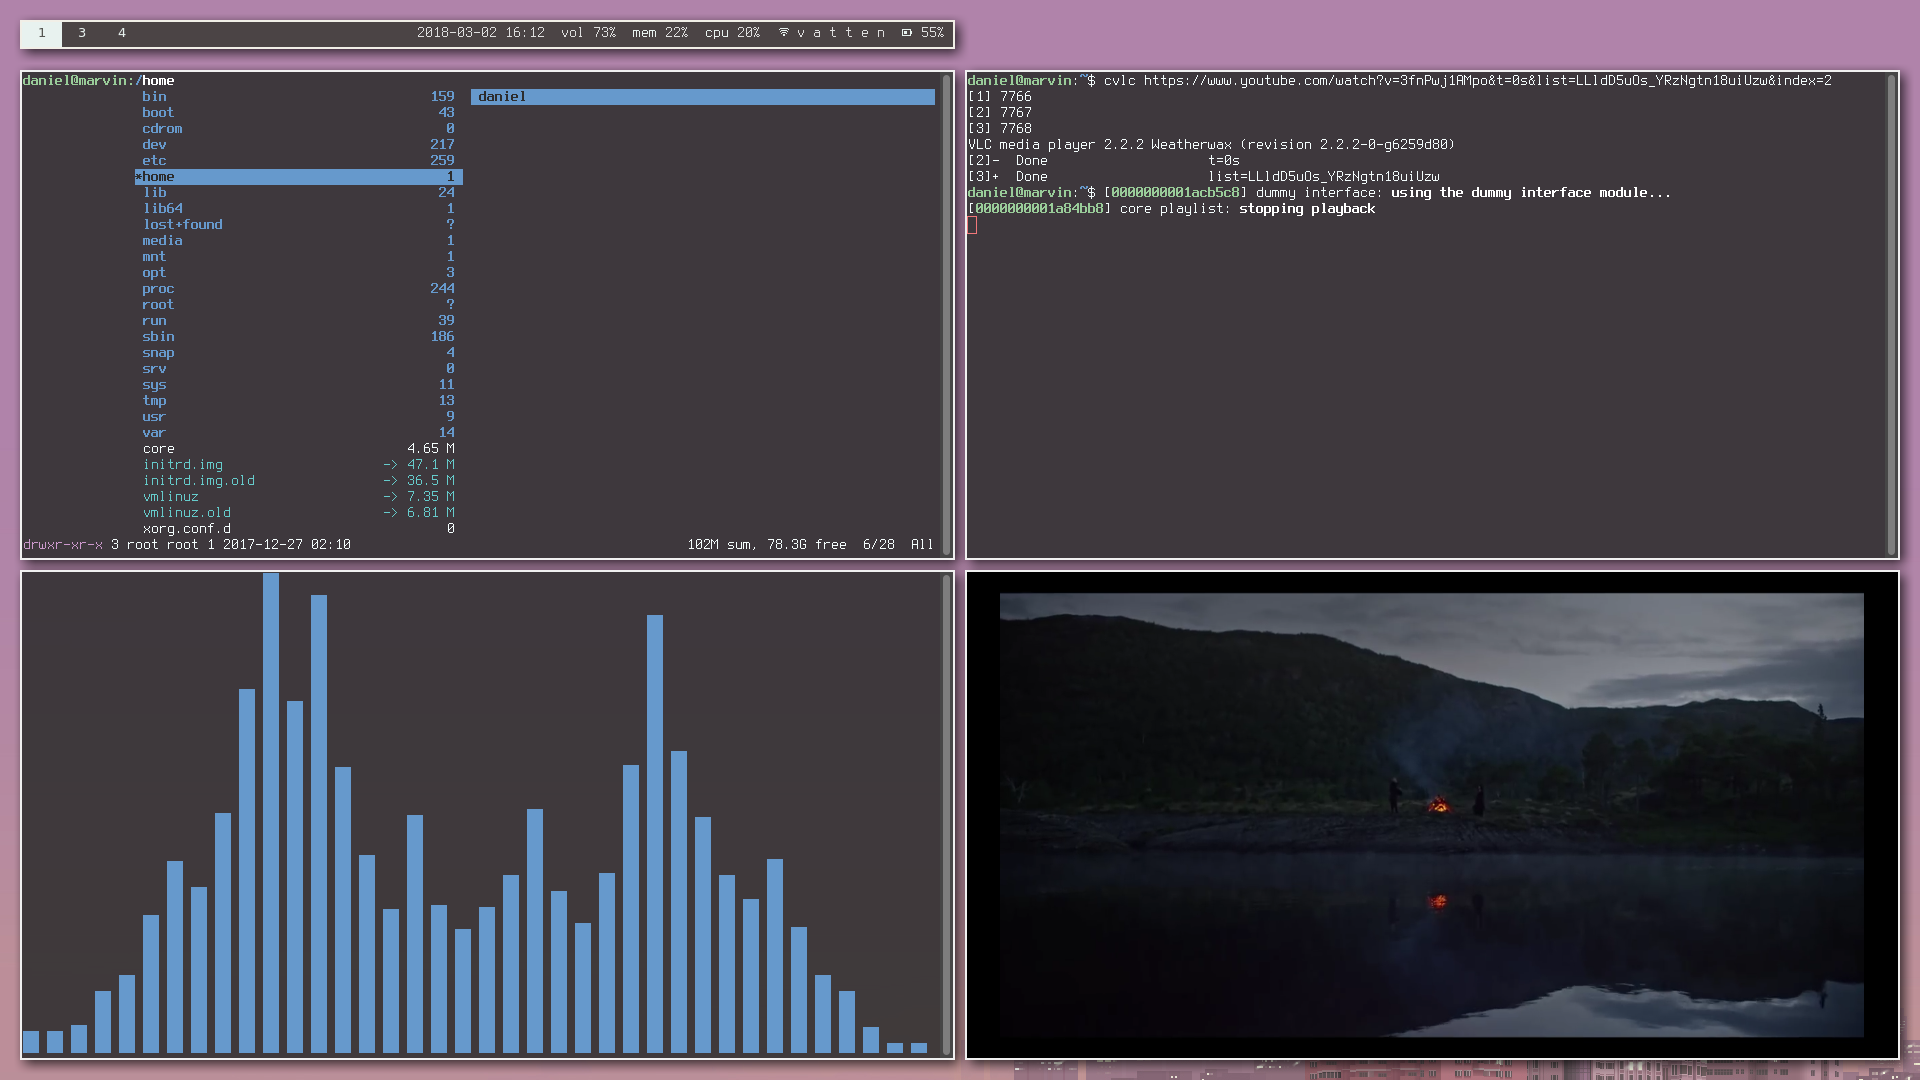 1 3 4 2018-03-02 16:12 vol 73% mem 22% cpu 20% v a t t e n 55%
daniel@marvin:/home
bin 159 daniel
boot 43
cdrom 0
dev 217
etc 259
*home 1
lib 24
lib64 1
lost+found ?
media 1
mnt 1
opt 3
proc 244
root ?
run 39
sbin 186
snap 4
srv 0
sys 11
tmp 13
usr 9
var 14
core 4.65 M
initrd.img -> 47.1 M
initrd.img.old -> 36.5 M
vmlinuz -> 7.35 M
vmlinuz.old -> 6.81 M
xorg.conf.d 0
drwxr-xr-x 3 root root 1 2017-12-27 02:10 102M sum, 78.3G free 6/28 All
daniel@marvin:~$ cvlc https://www.youtube.com/watch?v=3fnPwj1AMpo&t=0s&list=LLldD5uOs_YRzNgtn18uiUzw&index=2
[1] 7766
[2] 7767
[3] 7768
VLC media player 2.2.2 Weatherwax (revision 2.2.2-0-g6259d80)
[2]- Done t=0s
[3]+ Done list=LLldD5uOs_YRzNgtn18uiUzw
daniel@marvin:~$ [0000000001acb5c8] dummy interface: using the dummy interface module...
[0000000001a84bb8] core playlist: stopping playback